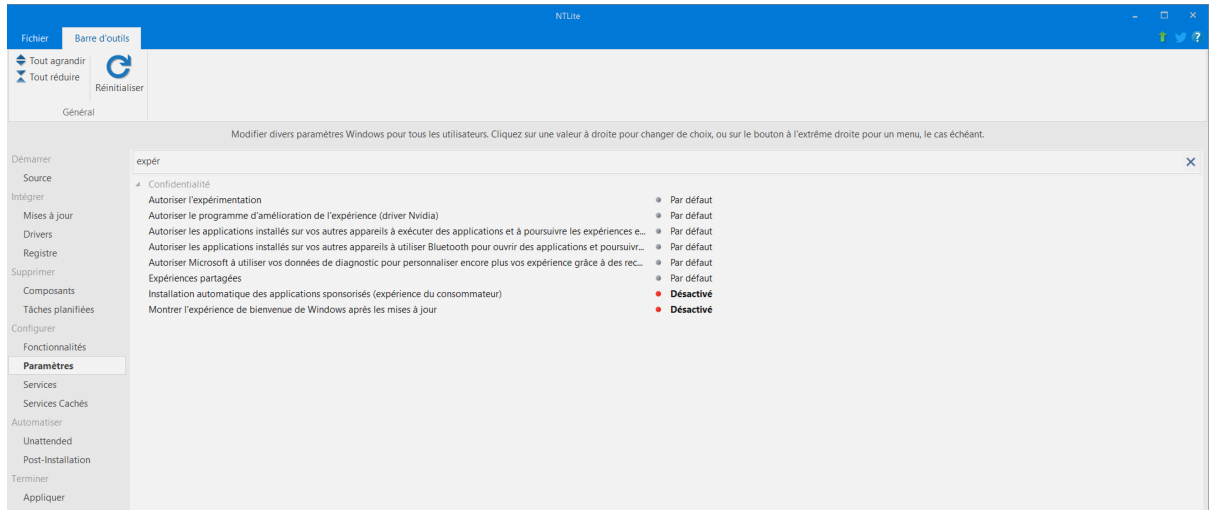 NTLite
Fichier
Barre d'outils
Tout agrandir
Tout réduire
Réinitialiser
Général
Modifier divers paramètres Windows pour tous les utilisateurs. Cliquez sur une valeur à droite pour changer de choix, ou sur le bouton à l'extrême droite pour un menu, le cas échéant.
Démarrer
Source
Intégrer
Mises à jour
Drivers
Registre
Supprimer
Composants
Tâches planifiées
Configurer
Fonctionnalités
Paramètres
Services
Services Cachés
Automatiser
Unattended
Post-Installation
Terminer
Appliquer
expér
Confidentialité
Autoriser l'expérimentation Par défaut
Autoriser le programme d'amélioration de l'expérience (driver Nvidia) Par défaut
Autoriser les applications installés sur vos autres appareils à exécuter des applications et à poursuivre les expériences e... Par défaut
Autoriser les applications installés sur vos autres appareils à utiliser Bluetooth pour ouvrir des applications et poursuivr... Par défaut
Autoriser Microsoft à utiliser vos données de diagnostic pour personnaliser encore plus vos expérience grâce à des rec... Par défaut
Expériences partagées Par défaut
Installation automatique des applications sponsorisés (expérience du consommateur) Désactivé
Montrer l'expérience de bienvenue de Windows après les mises à jour Désactivé